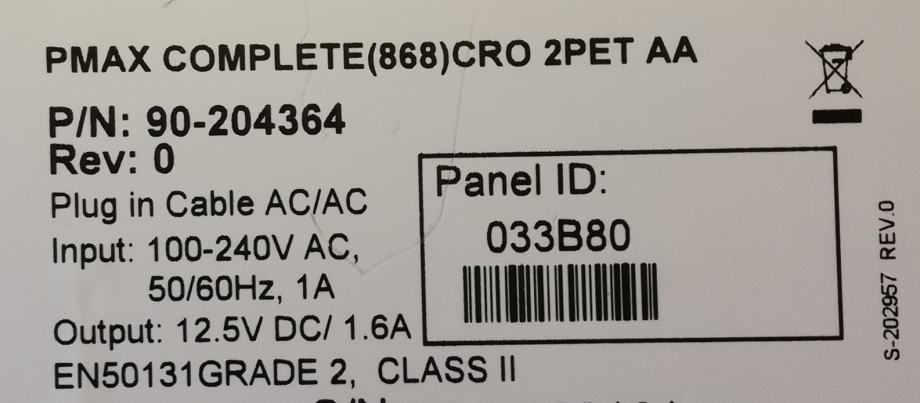 PMAX COMPLETE(868)CRO 2PET AA
P/N: 90-204364
Rev: 0
Plug in Cable AC/AC
Input: 100-240V AC,
50/60Hz, 1A
Output: 12.5V DC/ 1.6A
EN50131GRADE 2, CLASS II
Panel ID:
033B80
S-202957 REV.0